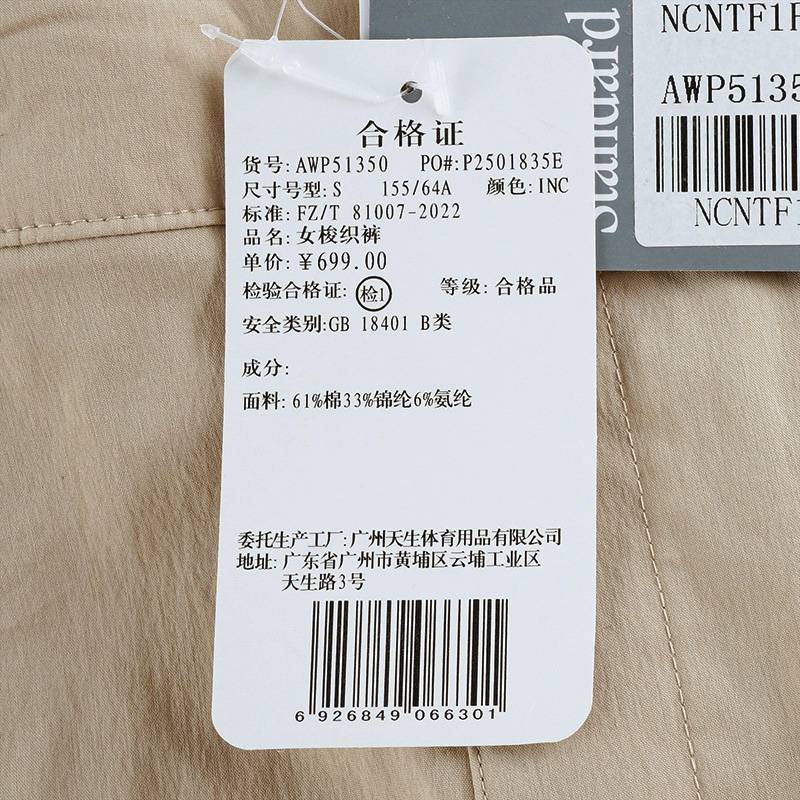 合格证
货号: AWP51350 PO#:P2501835E
尺寸号型: S 155/64A 颜色: INC
标准: FZ/T 81007-2022
品名: 女梭织裤
单价: ¥699.00
检验合格证: 检1 等级: 合格品
安全类别:GB 18401 B类
成分:
面料: 61%棉33%锦纶6%氨纶
委托生产工厂: 广州天生体育用品有限公司
地址: 广东省广州市黄埔区云埔工业区
天生路3号
6 926849 066301
standard
NCNTF1F
AWP5135
NCNTF1